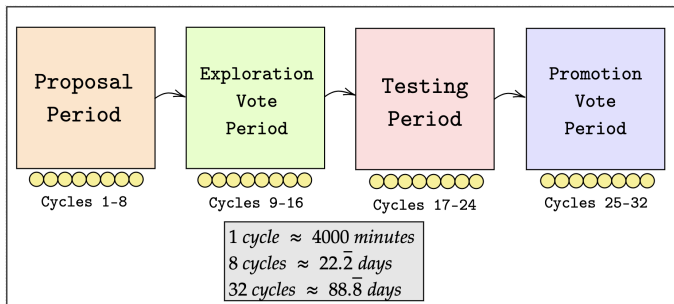 Proposal
Period
Exploration
Vote
Period
Testing
Period
Promotion
Vote
Period
Cycles 1-8
Cycles 9-16
Cycles 17-24
Cycles 25-32
1 cycle ≈ 4000 minutes
8 cycles ≈ 22.2̅ days
32 cycles ≈ 88.8̅ days